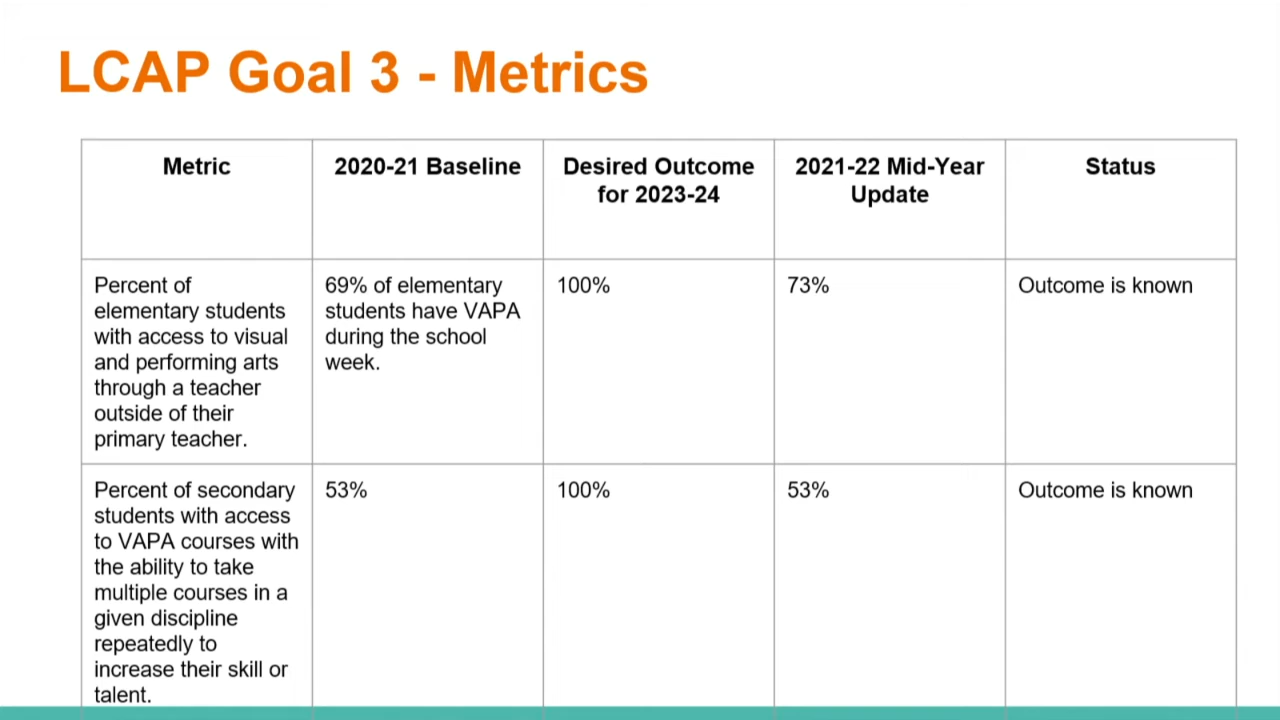 LCAP Goal 3 - Metrics
Metric
2020-21 Baseline
Desired Outcome
for 2023-24
2021-22 Mid-Year
Update
Status
Percent of
elementary students
with access to visual
and performing arts
through a teacher
outside of their
primary teacher.
69% of elementary
students have VAPA
during the school
week.
100%
73%
Outcome is known
Percent of secondary
students with access
to VAPA courses with
the ability to take
multiple courses in a
given discipline
repeatedly to
increase their skill or
talent.
53%
100%
53%
Outcome is known